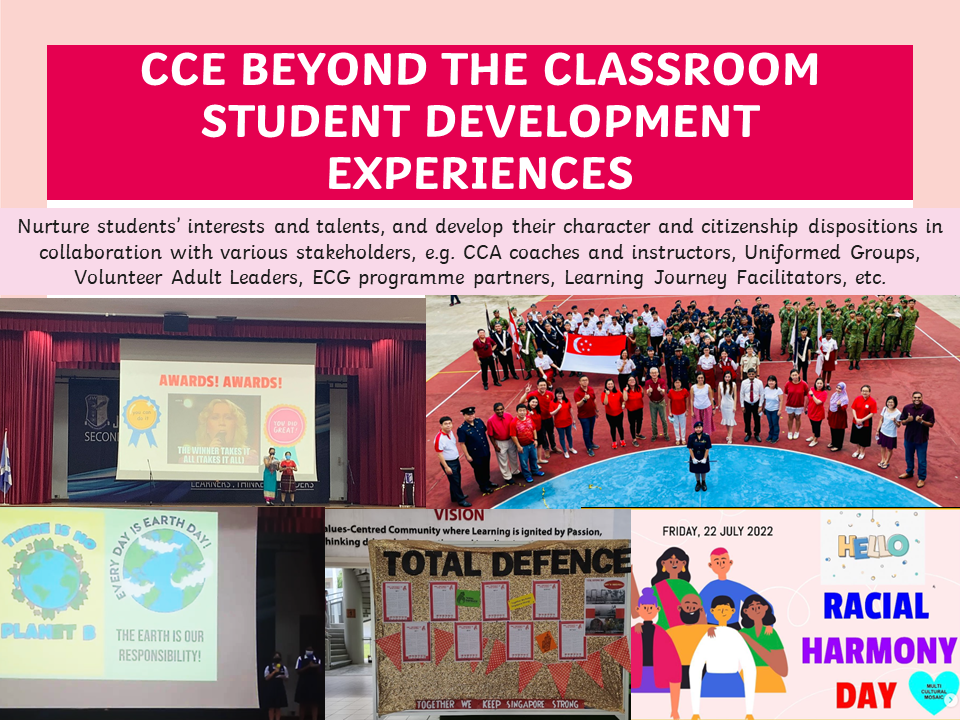 CCE BEYOND THE CLASSROOM
STUDENT DEVELOPMENT
EXPERIENCES
Nurture students' interests and talents, and develop their character and citizenship dispositions in
collaboration with various stakeholders, e.g. CCA coaches and instructors, Uniformed Groups,
Volunteer Adult Leaders, ECG programme partners, Learning Journey Facilitators, etc.
AWARDS! AWARDS!
YOU DID
GREAT!
THE WINNER TAKES IT
ALL (TAKES IT ALL)
SECON
LEARNERS. THINKE
THERE IS NO
PLANET B
EVERY DAY IS EARTH DAY!
THE EARTH IS OUR
RESPONSIBILITY!
VISION
alues-Centred Community where Learning is ignited by Passion,
TOTAL DEFENCE
TOGETHER WE KEEP SINGAPORE STRONG
FRIDAY, 22 JULY 2022
HELLO
RACIAL
HARMONY
DAY
MULTI
CULTURAL
MOSAIC